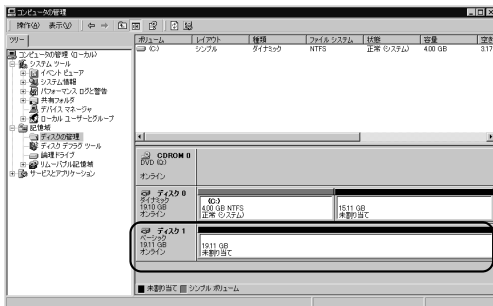 コンピュータの管理
操作(A) 表示(V)
ツリー
コンピュータの管理 (ローカル)
システム ツール
イベント ビューア
システム情報
パフォーマンス ログと警告
共有フォルダ
デバイス マネージャ
ローカル ユーザーとグループ
記憶域
ディスクの管理
ディスク デフラグ ツール
論理ドライブ
リムーバブル記憶域
サービスとアプリケーション
ボリューム レイアウト 種類 ファイル システム 状態 容量 空き
(C:) シンプル ダイナミック NTFS 正常 (システム) 4.00 GB 3.17
CDROM 0
DVD (Q:)
オンライン
ディスク 0
ダイナミック
19.10 GB
オンライン
(C:)
4.00 GB NTFS
正常 (システム)
15.11 GB
未割り当て
ディスク 1
ベーシック
19.11 GB
オンライン
19.11 GB
未割り当て
未割り当て シンプル ボリューム